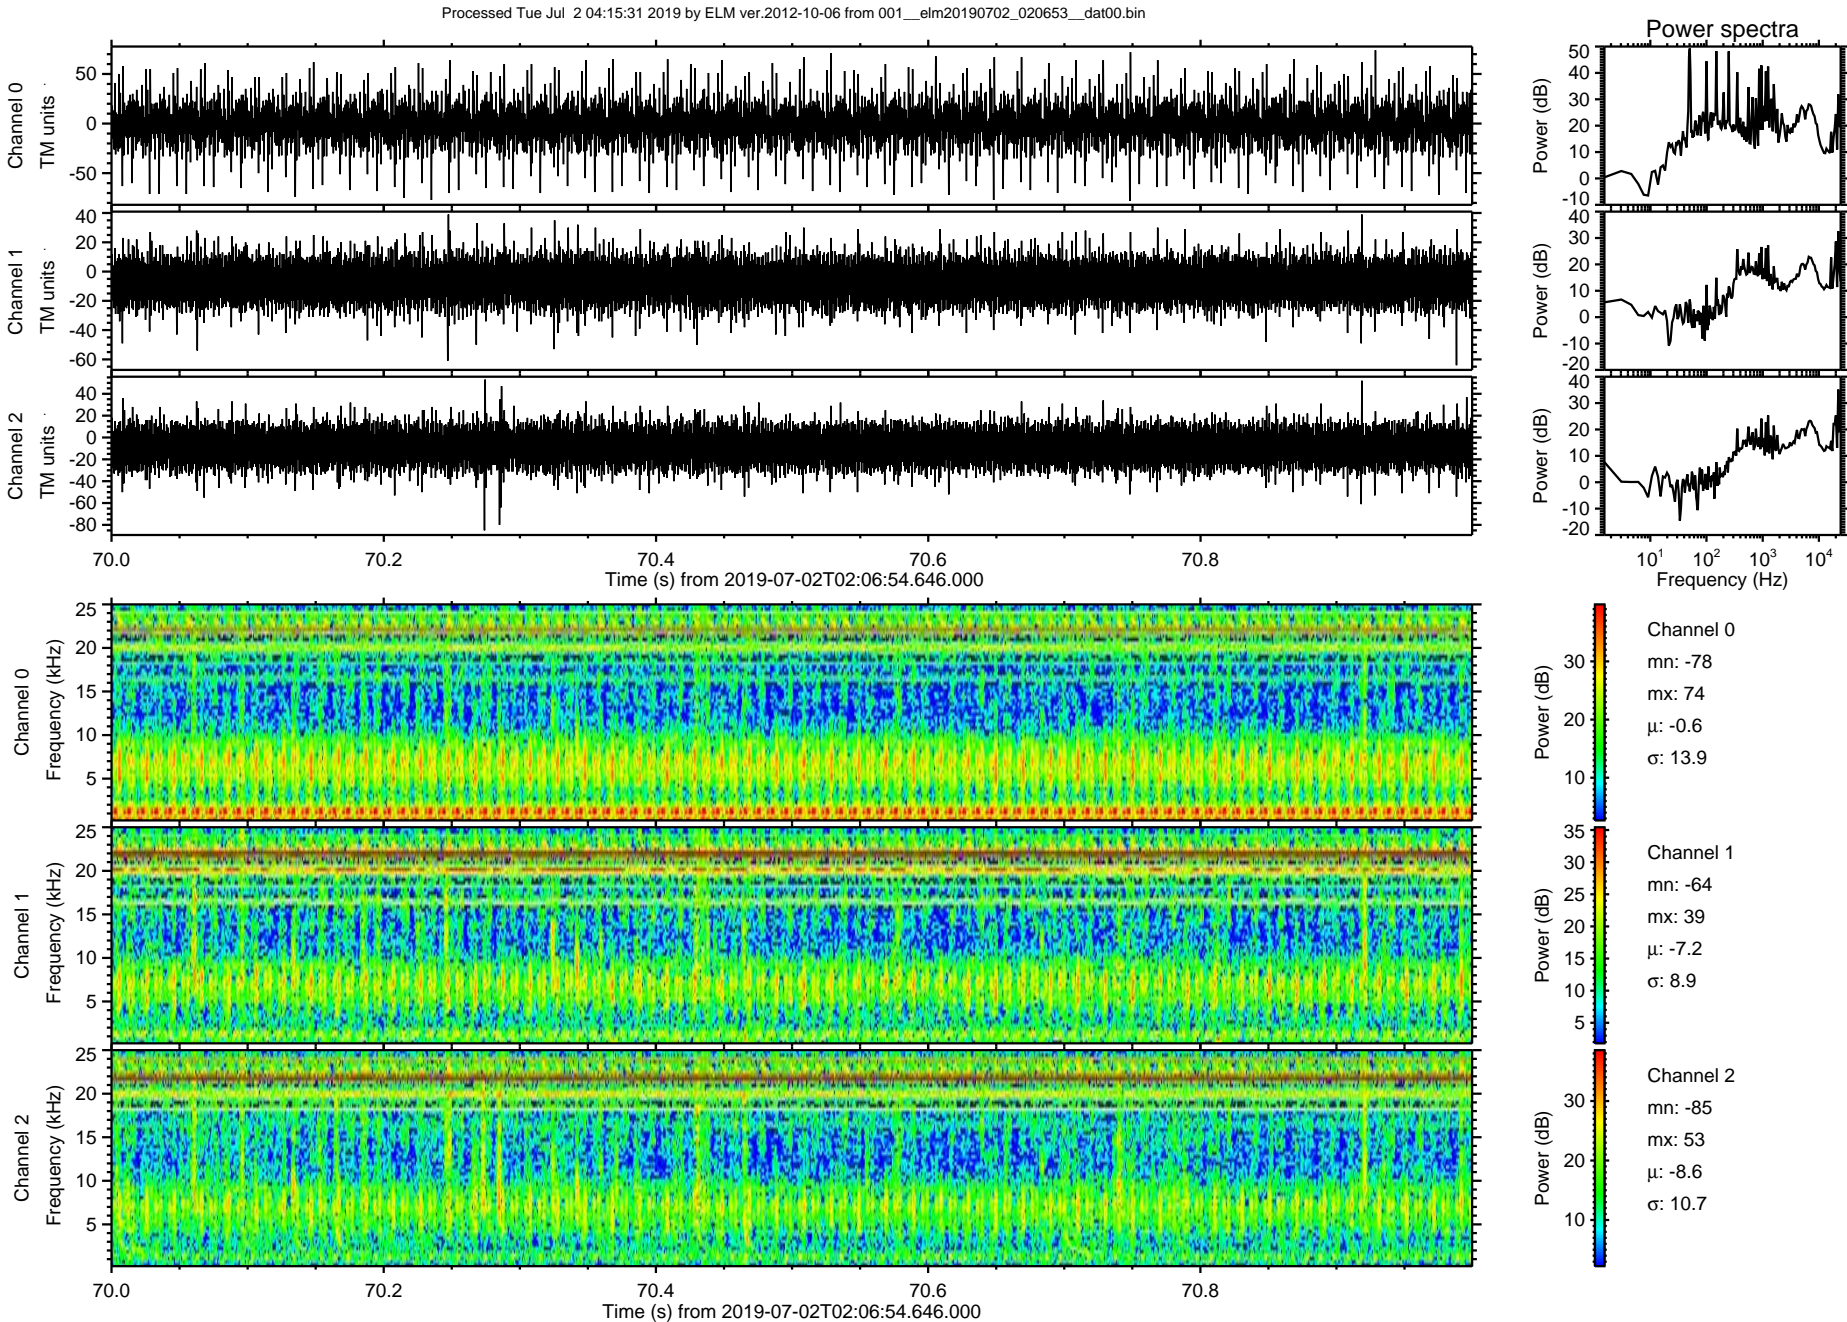 Processed Tue Jul  2 04:15:31 2019 by ELM ver.2012-10-06 from 001__elm20190702_020653__dat00.bin
Power spectra
Channel 0
TM units
50
0
-50
Power (dB)
50
40
30
20
10
0
-10
Channel 1
TM units
40
20
0
-20
-40
-60
Power (dB)
40
30
20
10
0
-10
-20
Channel 2
TM units
40
20
0
-20
-40
-60
-80
Power (dB)
40
30
20
10
0
-10
-20
70.0 70.2 70.4 70.6 70.8
Time (s) from 2019-07-02T02:06:54.646.000
10^1 10^2 10^3 10^4
Frequency (Hz)
Channel 0
Frequency (kHz)
25
20
15
10
5
Power (dB)
30
20
10
Channel 0
mn: -78
mx: 74
μ: -0.6
σ: 13.9
Channel 1
Frequency (kHz)
25
20
15
10
5
Power (dB)
35
30
25
20
15
10
5
Channel 1
mn: -64
mx: 39
μ: -7.2
σ: 8.9
Channel 2
Frequency (kHz)
25
20
15
10
5
Power (dB)
30
20
10
Channel 2
mn: -85
mx: 53
μ: -8.6
σ: 10.7
70.0 70.2 70.4 70.6 70.8
Time (s) from 2019-07-02T02:06:54.646.000